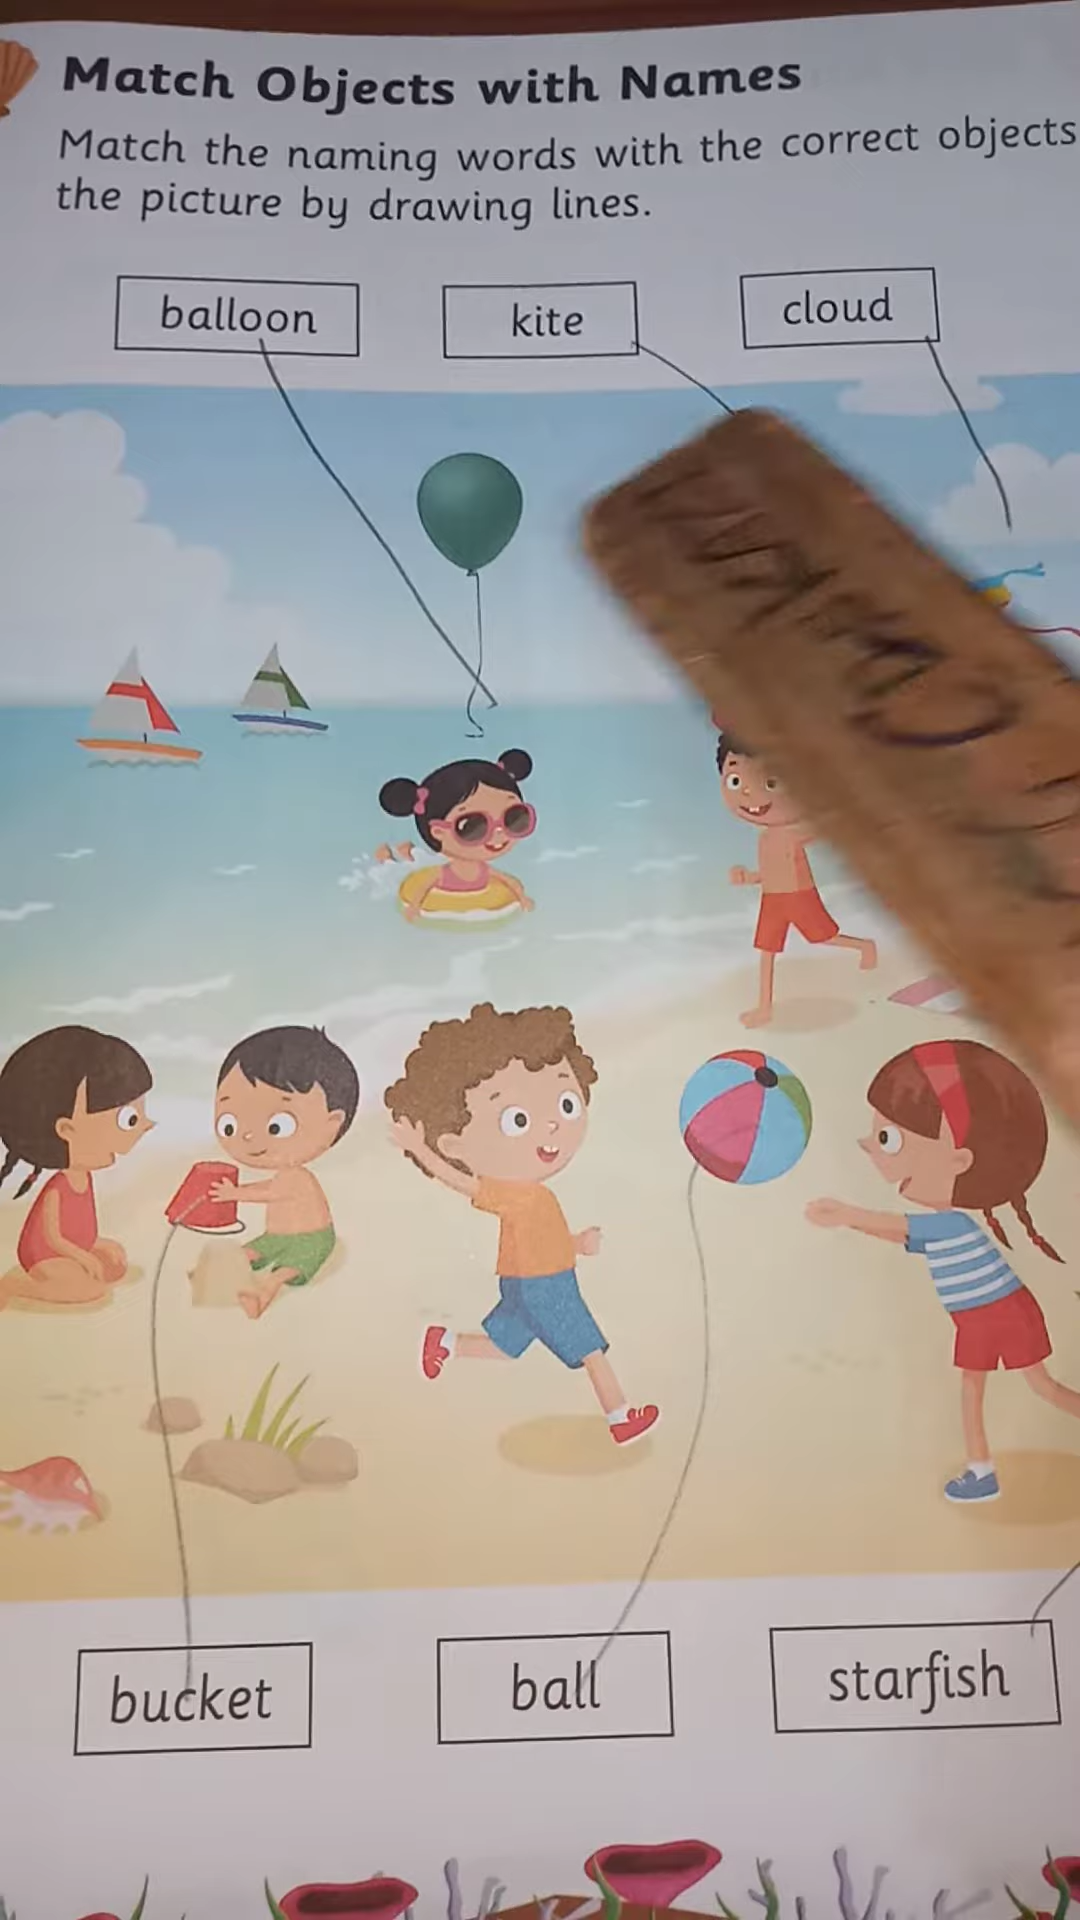 Match Objects with Names
Match the naming words with the correct objects
the picture by drawing lines.
balloon
kite
cloud
bucket
ball
starfish